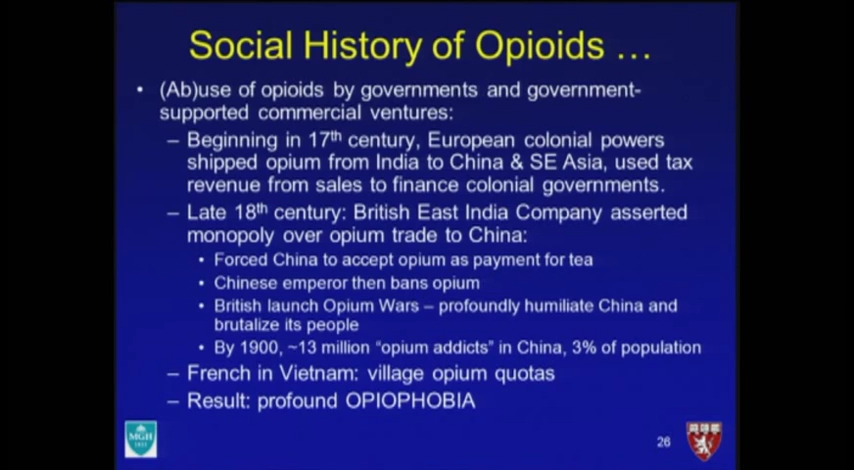 Social History of Opioids …
• (Ab)use of opioids by governments and government-
supported commercial ventures:
– Beginning in 17th century, European colonial powers
shipped opium from India to China & SE Asia, used tax
revenue from sales to finance colonial governments.
– Late 18th century: British East India Company asserted
monopoly over opium trade to China:
• Forced China to accept opium as payment for tea
• Chinese emperor then bans opium
• British launch Opium Wars – profoundly humiliate China and
brutalize its people
• By 1900, ~13 million "opium addicts" in China, 3% of population
– French in Vietnam: village opium quotas
– Result: profound OPIOPHOBIA
MGH
1811
26